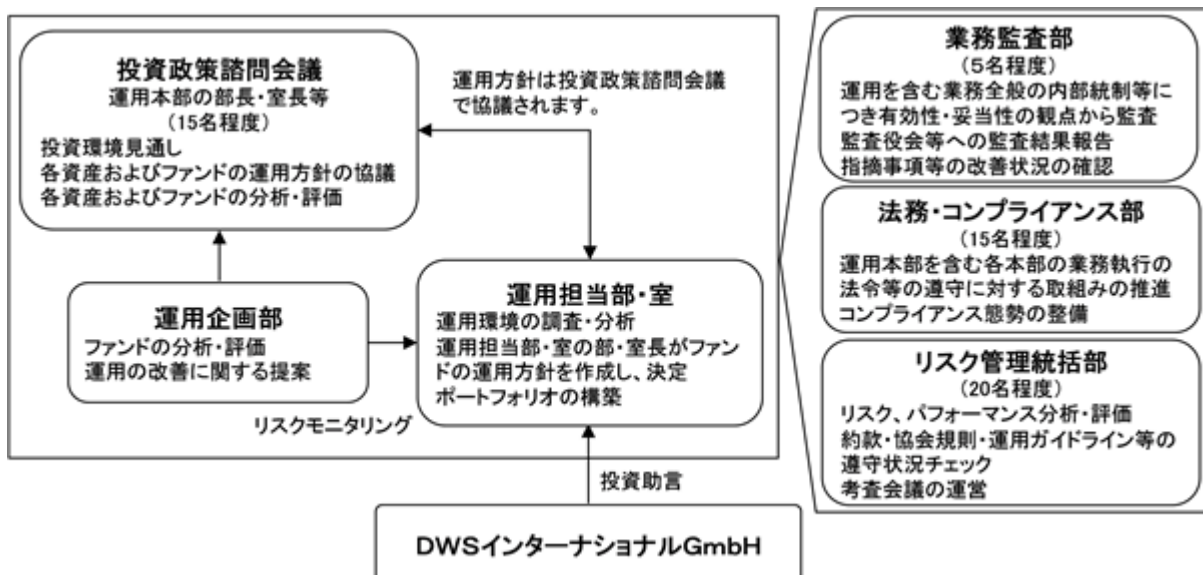 投資政策諮問会議
運用本部の部長・室長等
(15名程度)
投資環境見通し
各資産およびファンドの運用方針の協議
各資産およびファンドの分析・評価
運用方針は投資政策諮問会議
で協議されます。
運用企画部
ファンドの分析・評価
運用の改善に関する提案
運用担当部・室
運用環境の調査・分析
運用担当部・室の部・室長がファン
ドの運用方針を作成し、決定
ポートフォリオの構築
リスクモニタリング
投資助言
DWSインターナショナルGmbH
業務監査部
(5名程度)
運用を含む業務全般の内部統制等に
つき有効性・妥当性の観点から監査
監査役会等への監査結果報告
指摘事項等の改善状況の確認
法務・コンプライアンス部
(15名程度)
運用本部を含む各本部の業務執行の
法令等の遵守に対する取組みの推進
コンプライアンス態勢の整備
リスク管理統括部
(20名程度)
リスク、パフォーマンス分析・評価
約款・協会規則・運用ガイドライン等の
遵守状況チェック
考査会議の運営